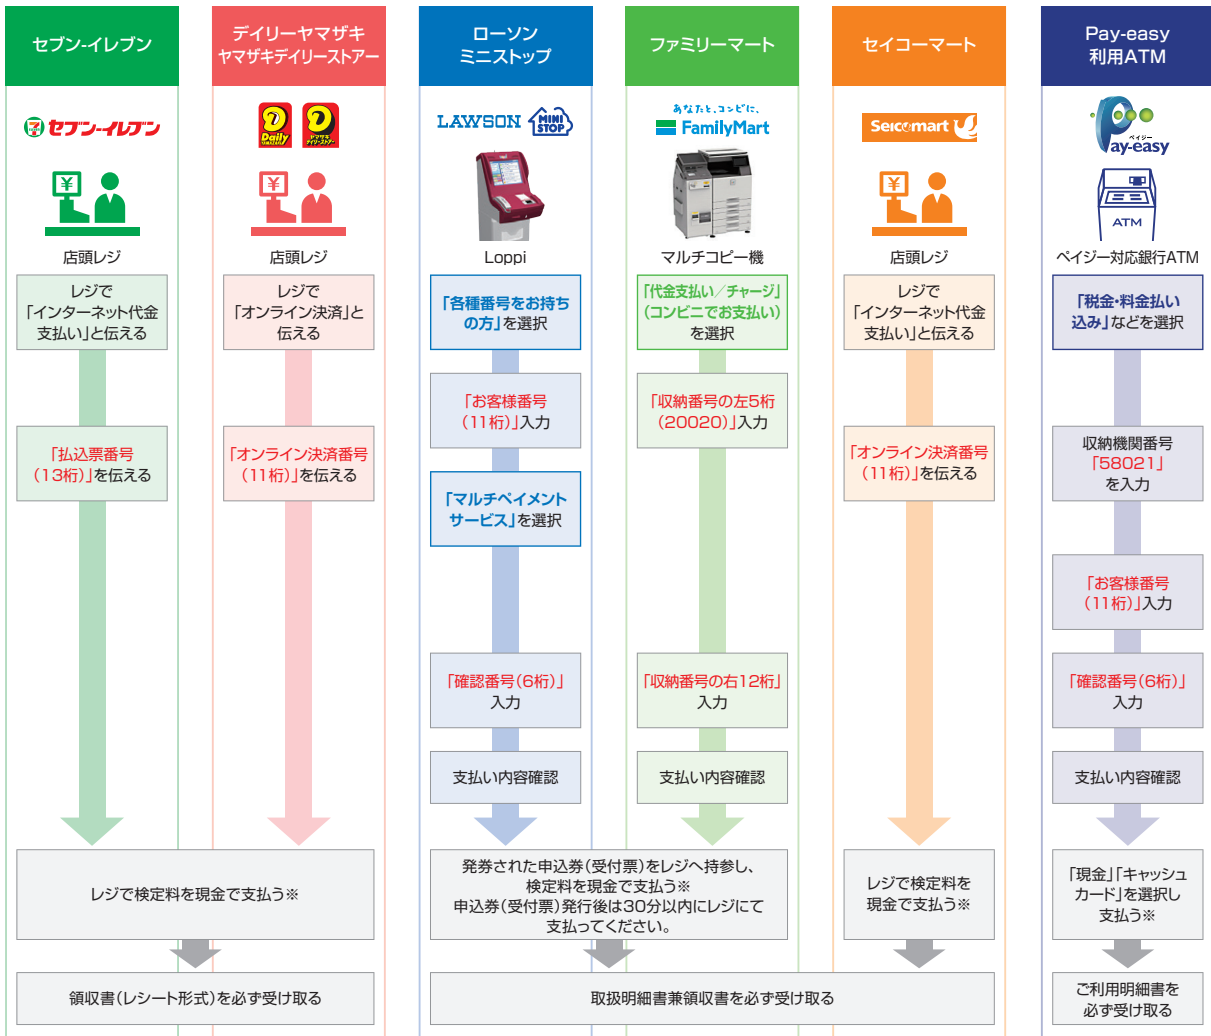 セブン-イレブン
デイリーヤマザキ
ヤマザキデイリーストアー
ローソン
ミニストップ
ファミリーマート
セイコーマート
Pay-easy
利用ATM
セブン-イレブン
Daily
ヤマザキ
デイリーストアー
LAWSON
MINI
STOP
あなたと、コンビに、
FamilyMart
Seicomart
ペイジー
Pay-easy
¥
¥
¥
ATM
店頭レジ
店頭レジ
Loppi
マルチコピー機
店頭レジ
ペイジー対応銀行ATM
レジで
「インターネット代金
支払い」と伝える
レジで
「オンライン決済」と
伝える
「各種番号をお持ち
の方」を選択
「代金支払い／チャージ」
(コンビニでお支払い)
を選択
レジで
「インターネット代金
支払い」と伝える
「税金・料金払い
込み」などを選択
「お客様番号
(11桁)」入力
「収納番号の左5桁
(20020)」入力
「払込票番号
(13桁)」を伝える
「オンライン決済番号
(11桁)」を伝える
「オンライン決済番号
(11桁)」を伝える
収納機関番号
「58021」
を入力
「マルチペイメント
サービス」を選択
「お客様番号
(11桁)」入力
「確認番号(6桁)」
入力
「収納番号の右12桁」
入力
「確認番号(6桁)」
入力
支払い内容確認
支払い内容確認
支払い内容確認
レジで検定料を現金で支払う※
発券された申込券(受付票)をレジへ持参し、
検定料を現金で支払う※
申込券(受付票)発行後は30分以内にレジにて
支払ってください。
レジで検定料を
現金で支払う※
「現金」「キャッシュ
カード」を選択し
支払う※
領収書(レシート形式)を必ず受け取る
取扱明細書兼領収書を必ず受け取る
ご利用明細書を
必ず受け取る